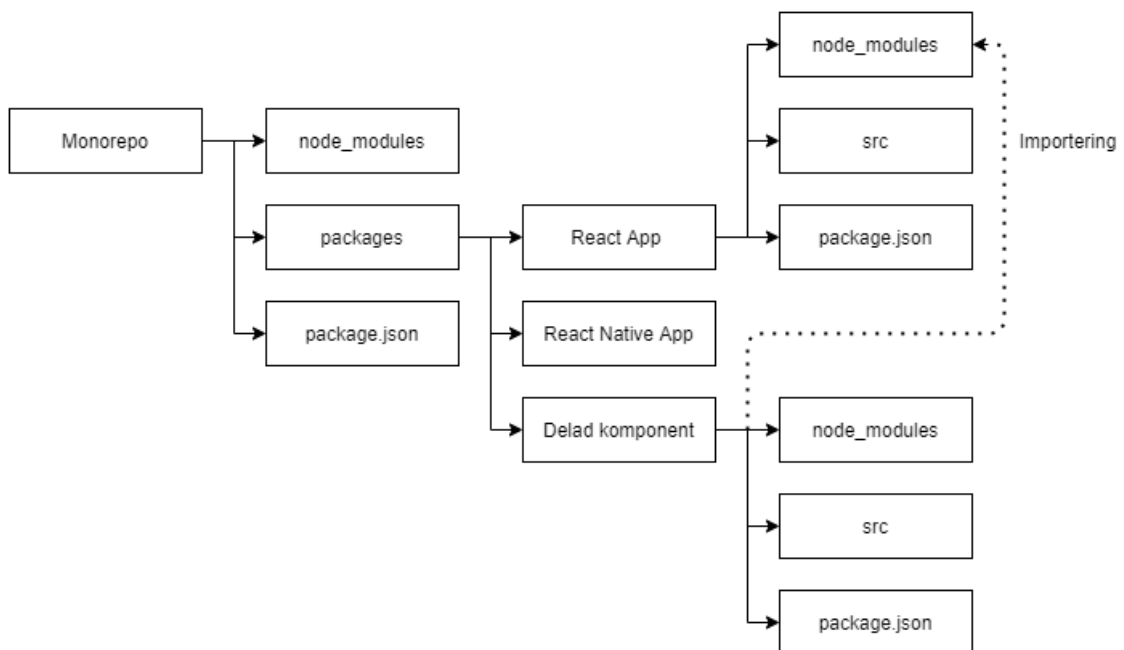 node_modules
Monorepo
node_modules
src
Importering
packages
React App
package.json
package.json
React Native App
Delad komponent
node_modules
src
package.json